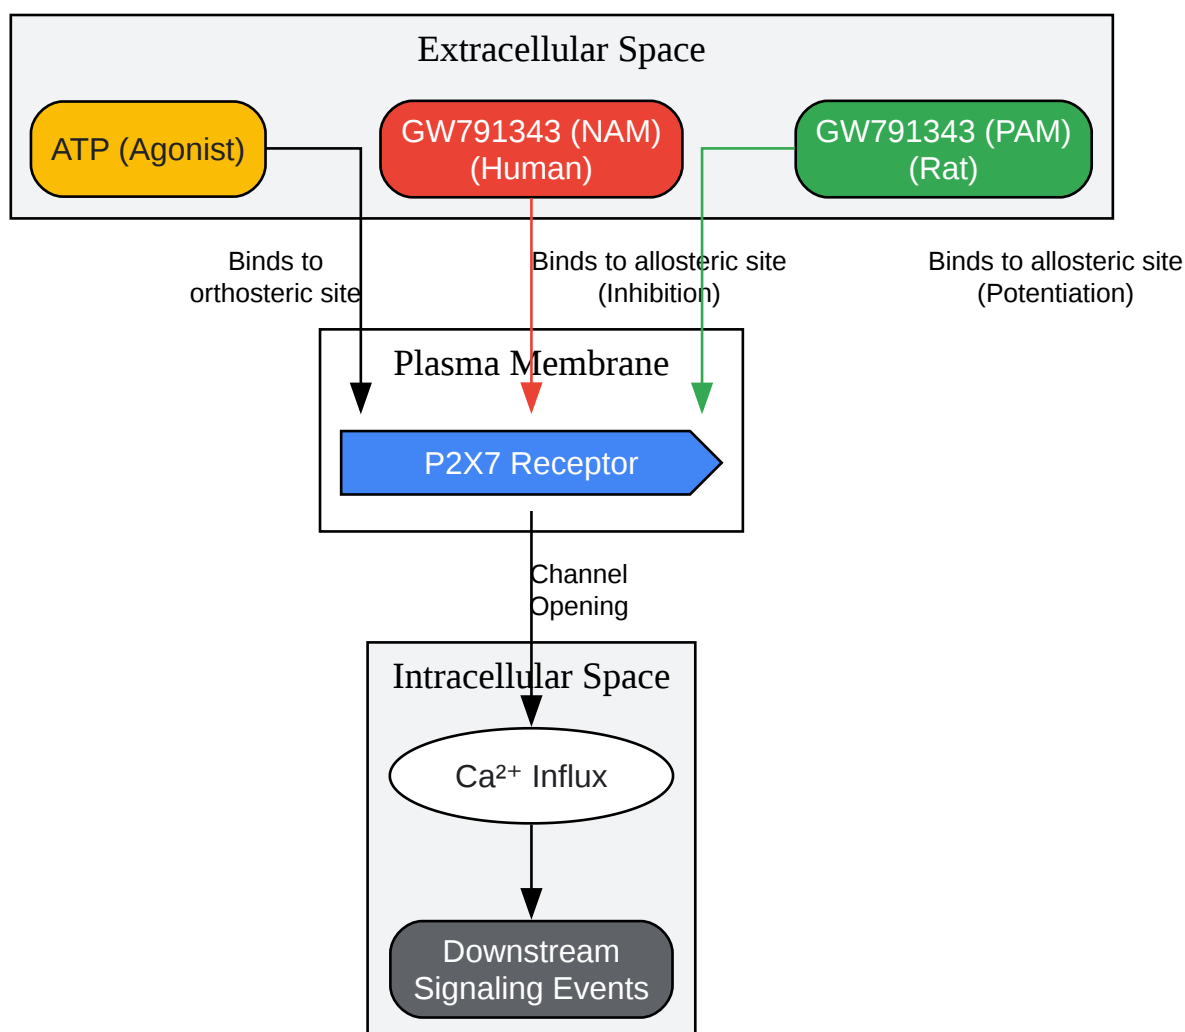 Extracellular Space
ATP (Agonist)
GW791343 (NAM)
(Human)
GW791343 (PAM)
(Rat)
Binds to
orthosteric site
Binds to allosteric site
(Inhibition)
Binds to allosteric site
(Potentiation)
Plasma Membrane
P2X7 Receptor
Channel
Opening
Intracellular Space
Ca²⁺ Influx
Downstream
Signaling Events